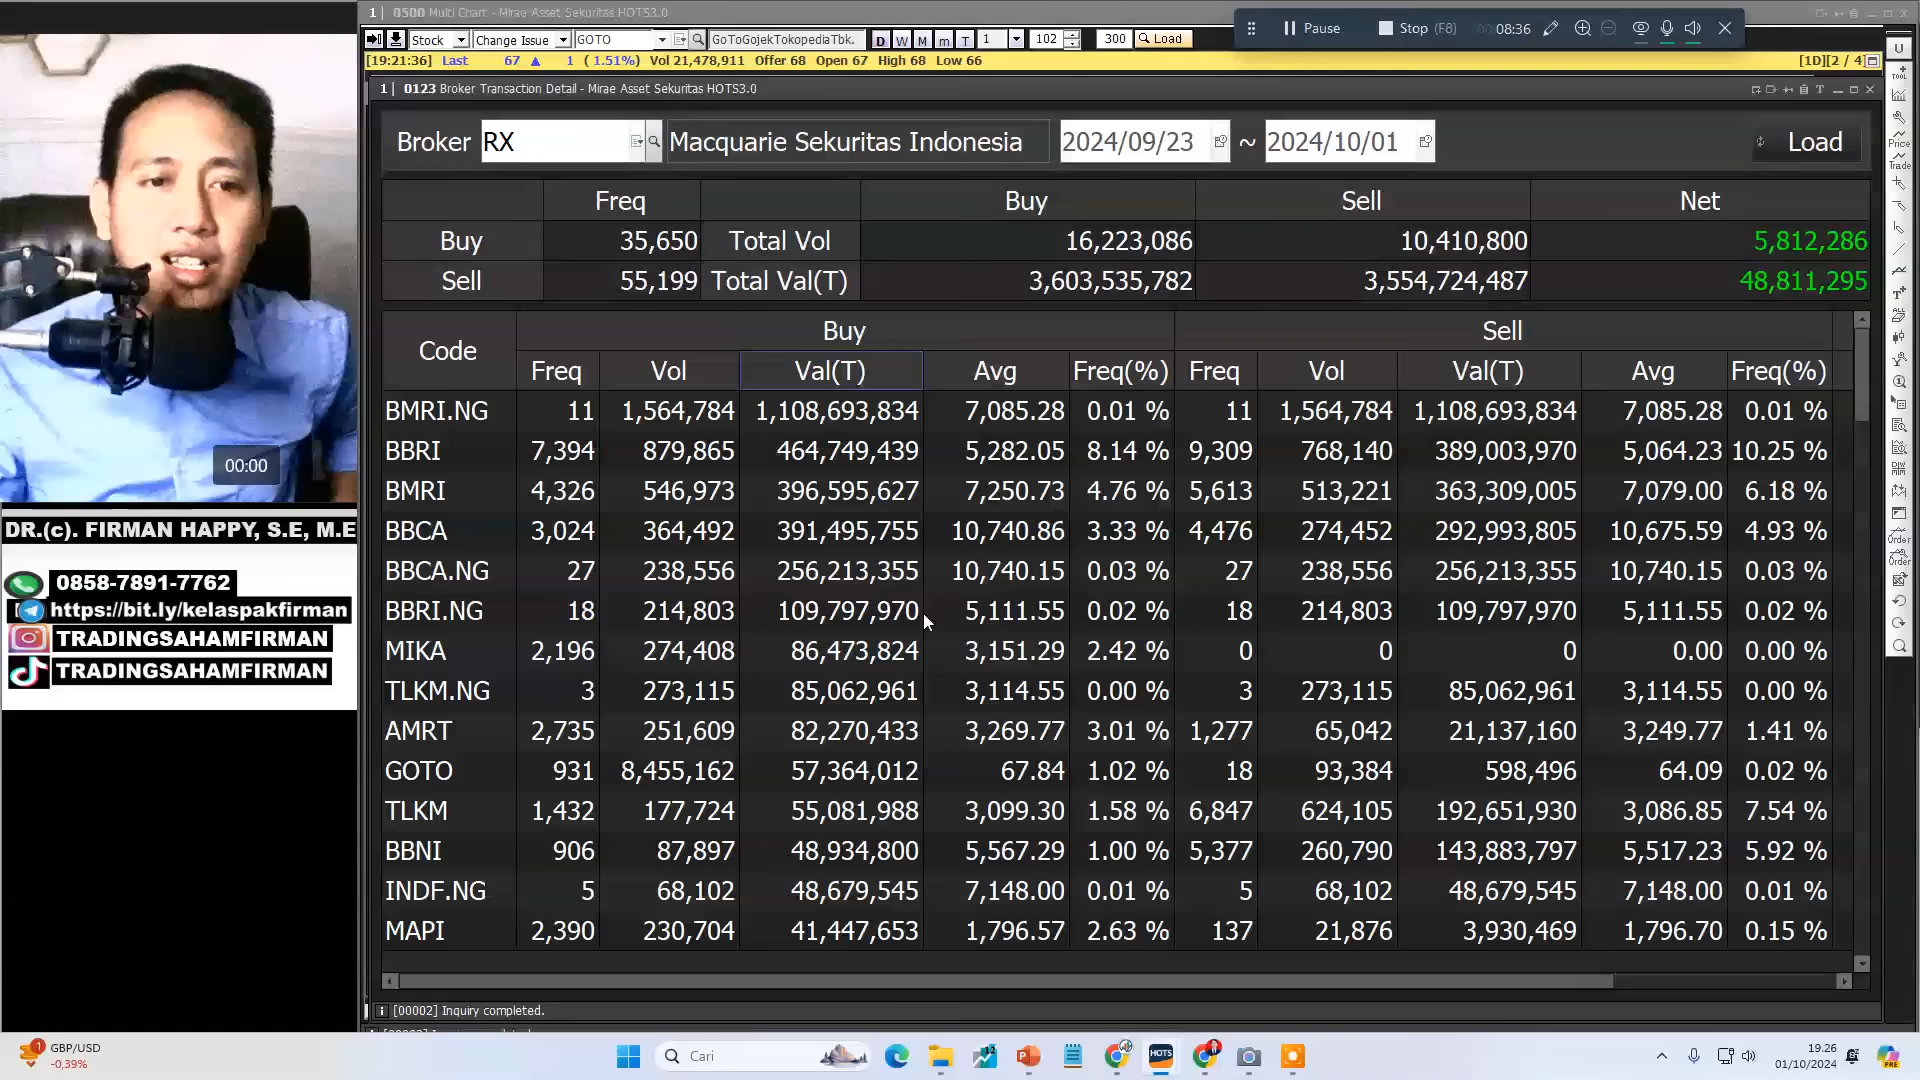 1 | 0500 Multi Chart - Mirae Asset Sekuritas HOTS3.0
Pause Stop (F8) 08:36
Stock Change Issue GOTO GoToGojekTokopediaTbk. D W M m T 1 102 300 Load
[19:21:36] Last 67 ▲ 1 ( 1.51%) Vol 21,478,911 Offer 68 Open 67 High 68 Low 66 [1D][2 / 4]
1 | 0123 Broker Transaction Detail - Mirae Asset Sekuritas HOTS3.0
Broker RX Macquarie Sekuritas Indonesia 2024/09/23 ~ 2024/10/01 Load
Freq Buy Sell Net
Buy 35,650 Total Vol 16,223,086 10,410,800 5,812,286
Sell 55,199 Total Val(T) 3,603,535,782 3,554,724,487 48,811,295
Code Buy Sell
Freq Vol Val(T) Avg Freq(%) Freq Vol Val(T) Avg Freq(%)
BMRI.NG 11 1,564,784 1,108,693,834 7,085.28 0.01 % 11 1,564,784 1,108,693,834 7,085.28 0.01 %
BBRI 7,394 879,865 464,749,439 5,282.05 8.14 % 9,309 768,140 389,003,970 5,064.23 10.25 %
BMRI 4,326 546,973 396,595,627 7,250.73 4.76 % 5,613 513,221 363,309,005 7,079.00 6.18 %
BBCA 3,024 364,492 391,495,755 10,740.86 3.33 % 4,476 274,452 292,993,805 10,675.59 4.93 %
BBCA.NG 27 238,556 256,213,355 10,740.15 0.03 % 27 238,556 256,213,355 10,740.15 0.03 %
BBRI.NG 18 214,803 109,797,970 5,111.55 0.02 % 18 214,803 109,797,970 5,111.55 0.02 %
MIKA 2,196 274,408 86,473,824 3,151.29 2.42 % 0 0 0 0.00 0.00 %
TLKM.NG 3 273,115 85,062,961 3,114.55 0.00 % 3 273,115 85,062,961 3,114.55 0.00 %
AMRT 2,735 251,609 82,270,433 3,269.77 3.01 % 1,277 65,042 21,137,160 3,249.77 1.41 %
GOTO 931 8,455,162 57,364,012 67.84 1.02 % 18 93,384 598,496 64.09 0.02 %
TLKM 1,432 177,724 55,081,988 3,099.30 1.58 % 6,847 624,105 192,651,930 3,086.85 7.54 %
BBNI 906 87,897 48,934,800 5,567.29 1.00 % 5,377 260,790 143,883,797 5,517.23 5.92 %
INDF.NG 5 68,102 48,679,545 7,148.00 0.01 % 5 68,102 48,679,545 7,148.00 0.01 %
MAPI 2,390 230,704 41,447,653 1,796.57 2.63 % 137 21,876 3,930,469 1,796.70 0.15 %
[00002] Inquiry completed.
00:00
DR.(c). FIRMAN HAPPY, S.E, M.E
0858-7891-7762
https://bit.ly/kelaspakfirman
TRADINGSAHAMFIRMAN
TRADINGSAHAMFIRMAN
U
TOOL
Price
Trade
ALL
Order
Order
GBP/USD
-0,39%
Cari
HOTS
19.26
01/10/2024
PRE